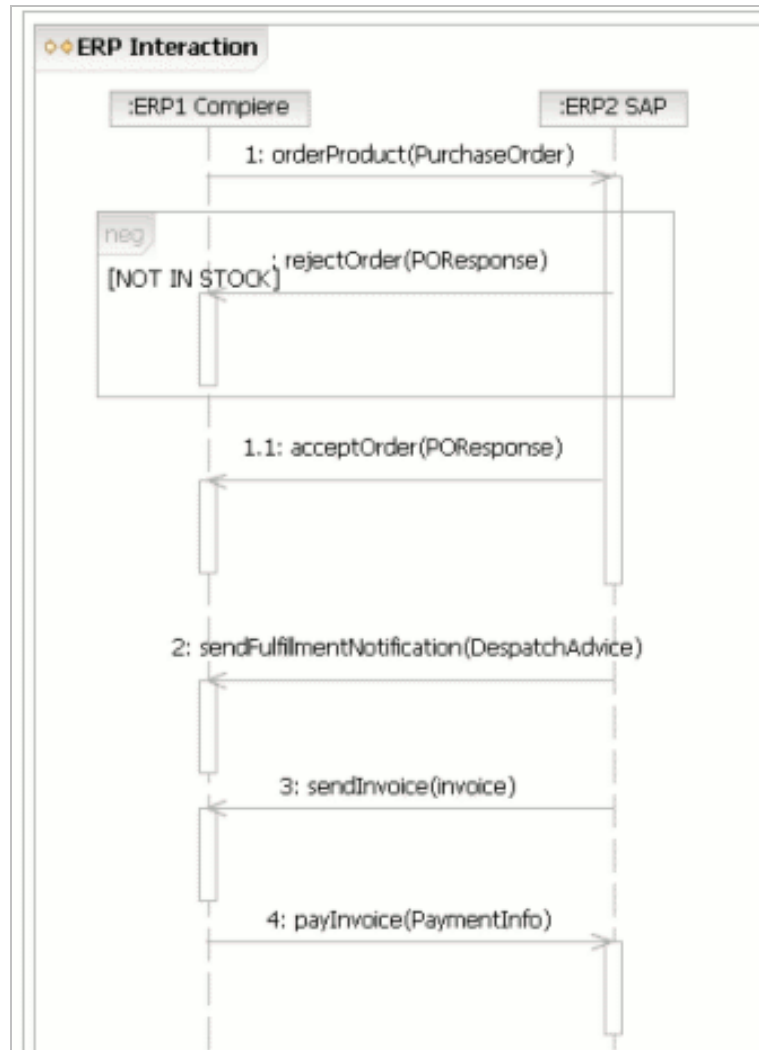 ERP Interaction
:ERP1 Compiere
:ERP2 SAP
1: orderProduct(PurchaseOrder)
neg
: rejectOrder(POResponse)
[NOT IN STOCK]
1.1: acceptOrder(POResponse)
2: sendFulfillmentNotification(DespatchAdvice)
3: sendInvoice(invoice)
4: payInvoice(PaymentInfo)